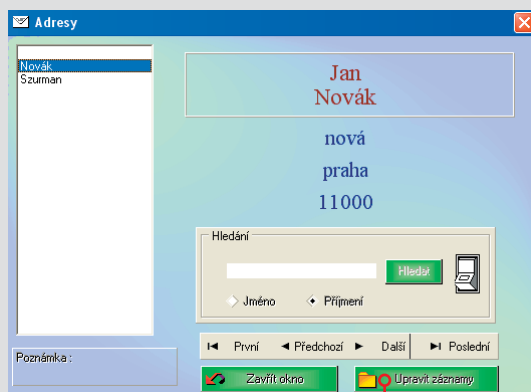 Adresy
Novák
Szurman
Jan
Novák
nová
praha
11000
Hledání
Hledat
Jméno
Příjmení
První
Předchozí
Další
Poslední
Poznámka :
Zavřít okno
Upravit záznamy